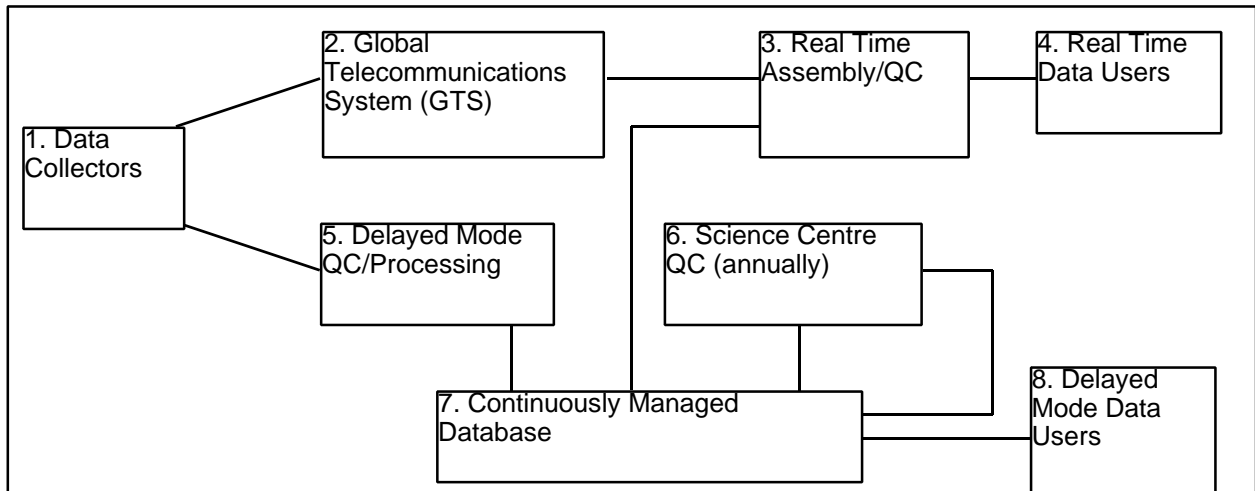 2. Global
Telecommunications
System (GTS)
3. Real Time
Assembly/QC
4. Real Time
Data Users
1. Data
Collectors
5. Delayed Mode
QC/Processing
6. Science Centre
QC (annually)
7. Continuously Managed
Database
8. Delayed
Mode Data
Users